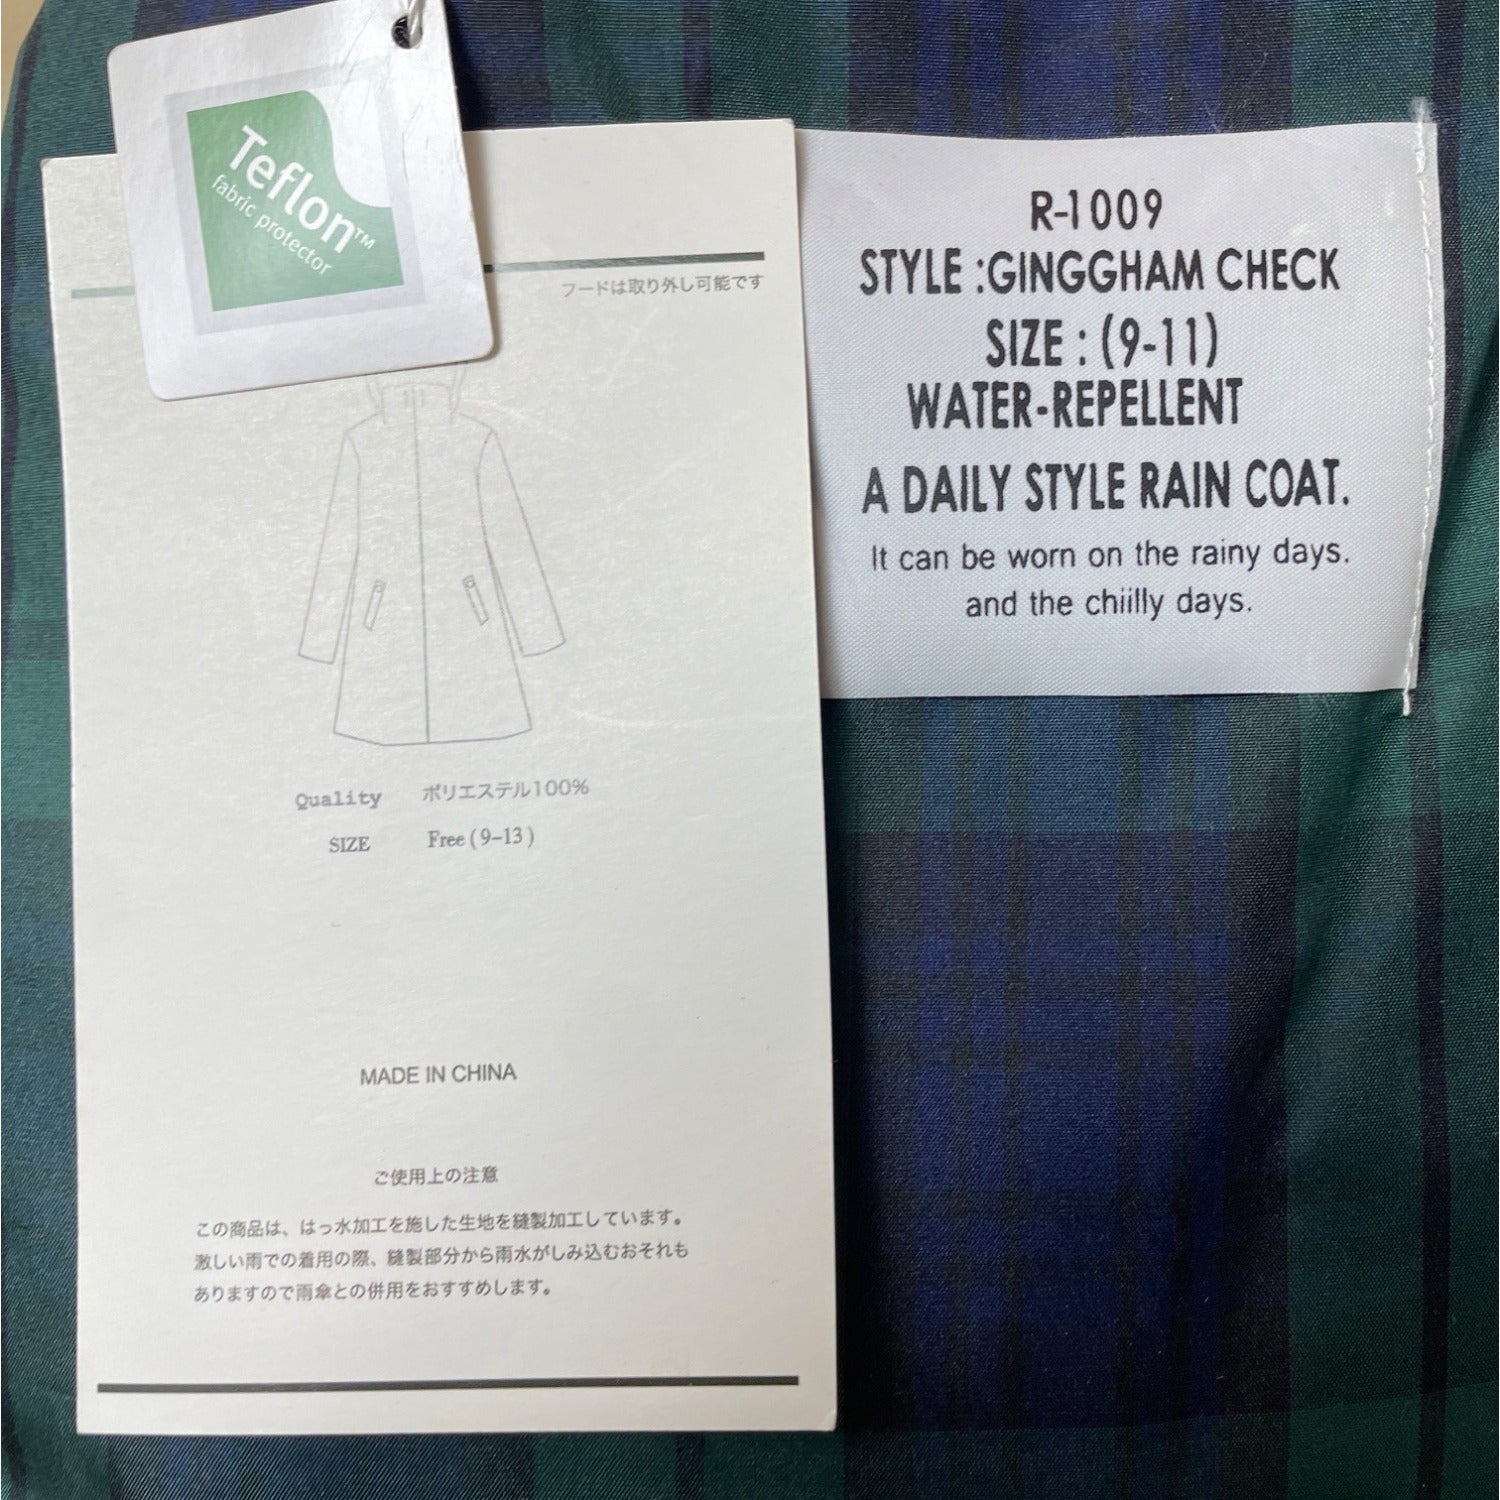 Teflon™
fabric protector
フードは取り外し可能です
Quality ポリエステル100%
SIZE Free ( 9-13 )
MADE IN CHINA
ご使用上の注意
この商品は、はっ水加工を施した生地を縫製加工しています。
激しい雨での着用の際、縫製部分から雨水がしみ込むおそれも
ありますので雨傘との併用をおすすめします。
R-1009
STYLE :GINGGHAM CHECK
SIZE : (9-11)
WATER-REPELLENT
A DAILY STYLE RAIN COAT.
It can be worn on the rainy days.
and the chiilly days.